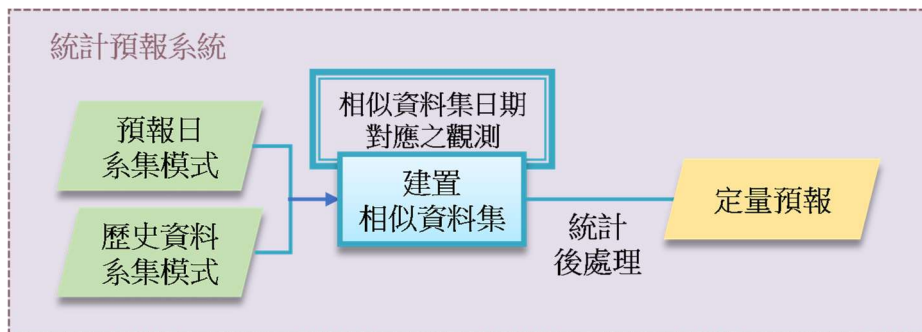 統計預報系統
預報日
系集模式
歷史資料
系集模式
相似資料集日期
對應之觀測
建置
相似資料集
統計
後處理
定量預報